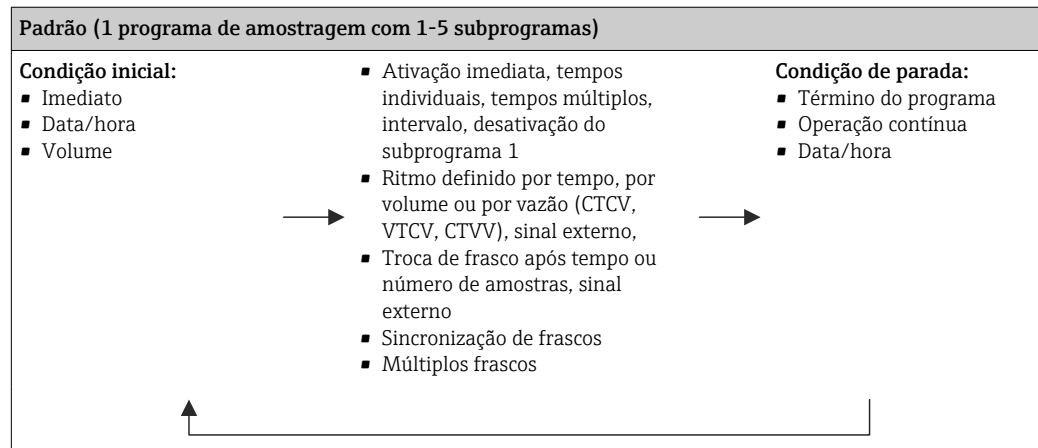 Padrão (1 programa de amostragem com 1-5 subprogramas)
Condição inicial:
▪ Imediato
▪ Data/hora
▪ Volume
▪ Ativação imediata, tempos
individuais, tempos múltiplos,
intervalo, desativação do
subprograma 1
▪ Ritmo definido por tempo, por
volume ou por vazão (CTCV,
VTCV, CTVV), sinal externo,
▪ Troca de frasco após tempo ou
número de amostras, sinal
externo
▪ Sincronização de frascos
▪ Múltiplos frascos
Condição de parada:
▪ Término do programa
▪ Operação contínua
▪ Data/hora